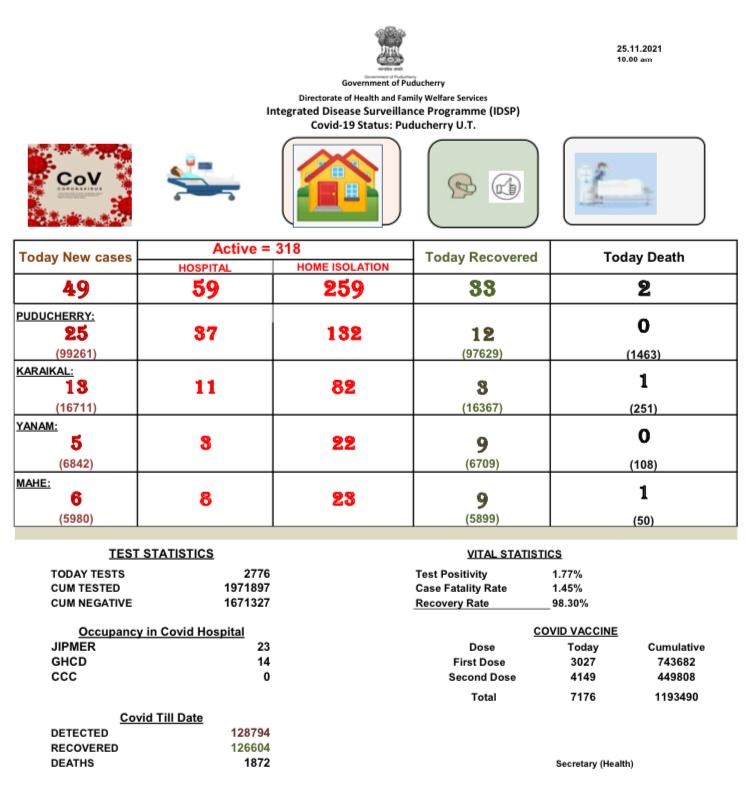 25.11.2021
10.00 am
Government of Puducherry
Government of Puducherry
Directorate of Health and Family Welfare Services
Integrated Disease Surveillance Programme (IDSP)
Covid-19 Status: Puducherry U.T.
CoV
CORONAVIRUS
Today New cases
Active = 318
HOSPITAL HOME ISOLATION
Today Recovered
Today Death
49 59 259 33 2
PUDUCHERRY:
25 37 132 12 0
(99261) (97629) (1463)
KARAIKAL:
13 11 82 3 1
(16711) (16367) (251)
YANAM:
5 3 22 9 0
(6842) (6709) (108)
MAHE:
6 8 23 9 1
(5980) (5899) (50)
TEST STATISTICS
TODAY TESTS 2776
CUM TESTED 1971897
CUM NEGATIVE 1671327
VITAL STATISTICS
Test Positivity 1.77%
Case Fatality Rate 1.45%
Recovery Rate 98.30%
Occupancy in Covid Hospital
JIPMER 23
GHCD 14
CCC 0
COVID VACCINE
Dose Today Cumulative
First Dose 3027 743682
Second Dose 4149 449808
Total 7176 1193490
Covid Till Date
DETECTED 128794
RECOVERED 126604
DEATHS 1872
Secretary (Health)